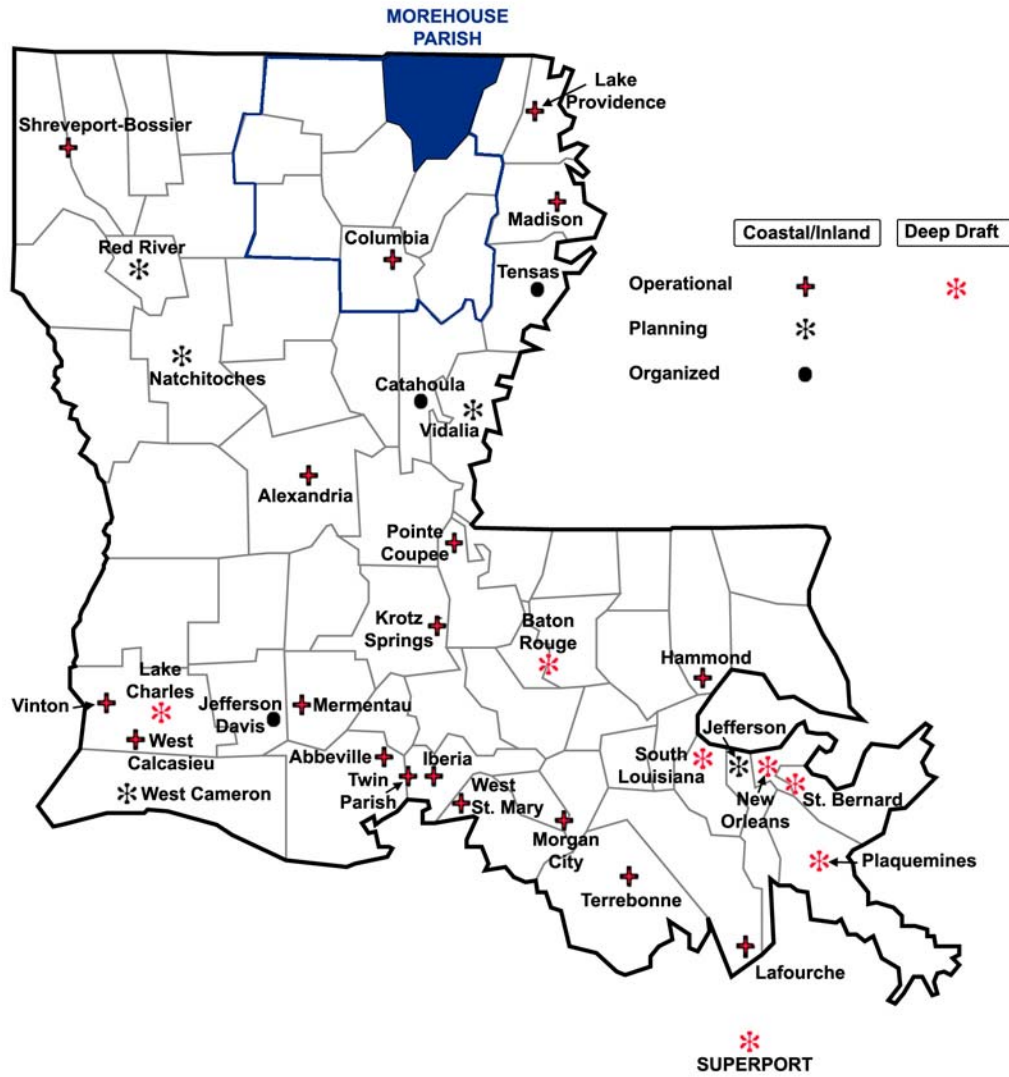 MOREHOUSE
PARISH
Lake
Providence
Shreveport-Bossier
Madison
Columbia
Red River
Tensas
Natchitoches
Catahoula
Vidalia
Alexandria
Pointe
Coupee
Krotz
Springs
Baton
Rouge
Hammond
Lake
Charles
Vinton
Jefferson
Davis
Mermentau
West
Calcasieu
West Cameron
Abbeville
Twin
Parish
Iberia
West
St. Mary
Morgan
City
Terrebonne
South
Louisiana
Jefferson
New
Orleans
St. Bernard
Plaquemines
Lafourche
SUPERPORT
Coastal/Inland
Deep Draft
Operational
Planning
Organized